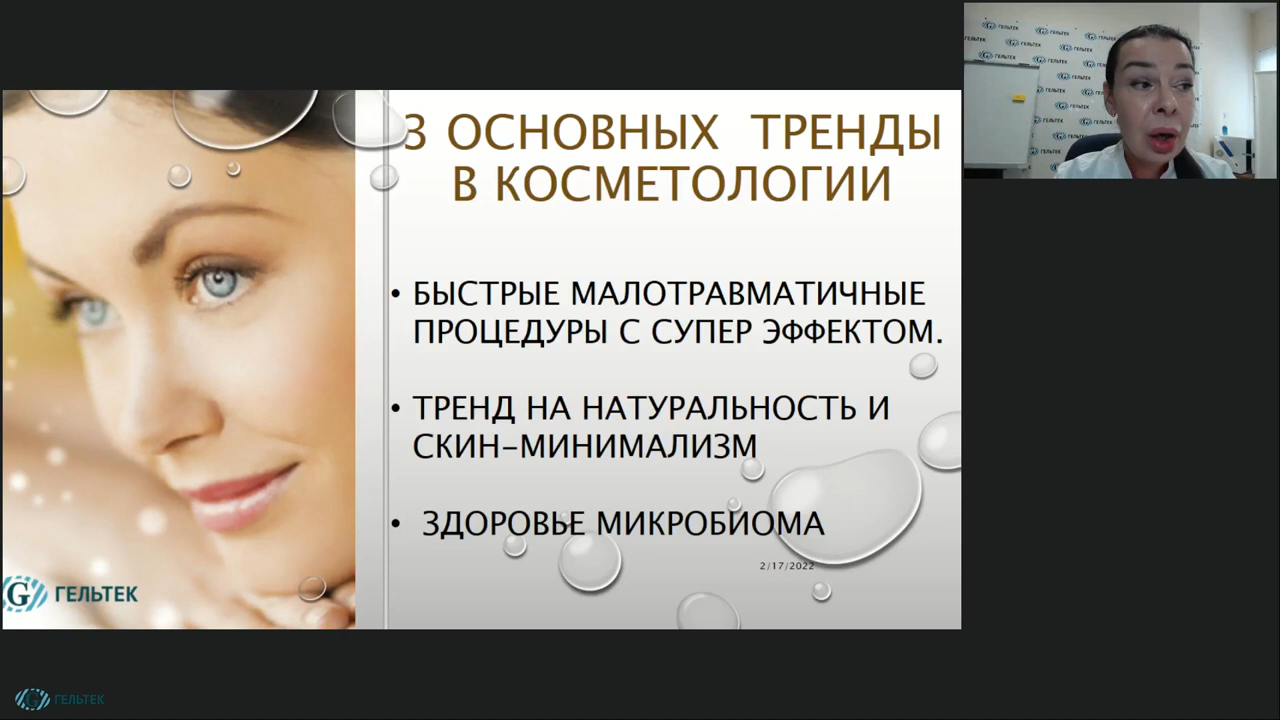 3 ОСНОВНЫХ ТРЕНДЫ
В КОСМЕТОЛОГИИ
• БЫСТРЫЕ МАЛОТРАВМАТИЧНЫЕ
ПРОЦЕДУРЫ С СУПЕР ЭФФЕКТОМ.
• ТРЕНД НА НАТУРАЛЬНОСТЬ И
СКИН-МИНИМАЛИЗМ
• ЗДОРОВЬЕ МИКРОБИОМА
2/17/2022
G ГЕЛЬТЕК
G ГЕЛЬТЕК
ГЕЛЬТЕК